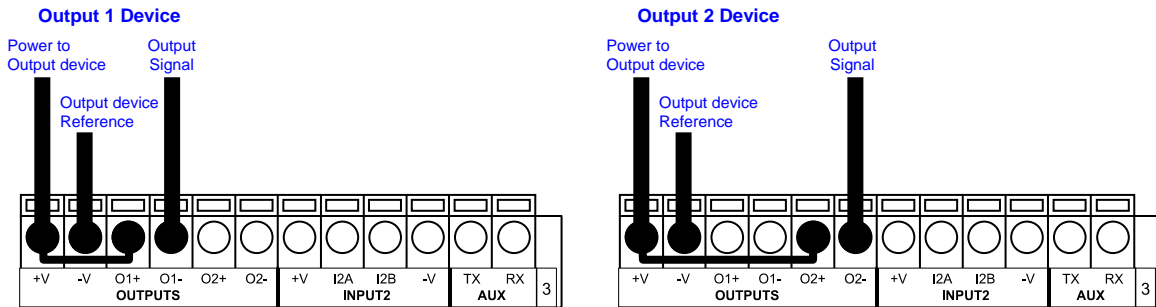 Output 1 Device
Power to
Output device
Output
Signal
Output device
Reference
+V -V O1+ O1- O2+ O2- +V I2A I2B -V TX RX
OUTPUTS INPUT2 AUX
3
Output 2 Device
Power to
Output device
Output
Signal
Output device
Reference
+V -V O1+ O1- O2+ O2- +V I2A I2B -V TX RX
OUTPUTS INPUT2 AUX
3